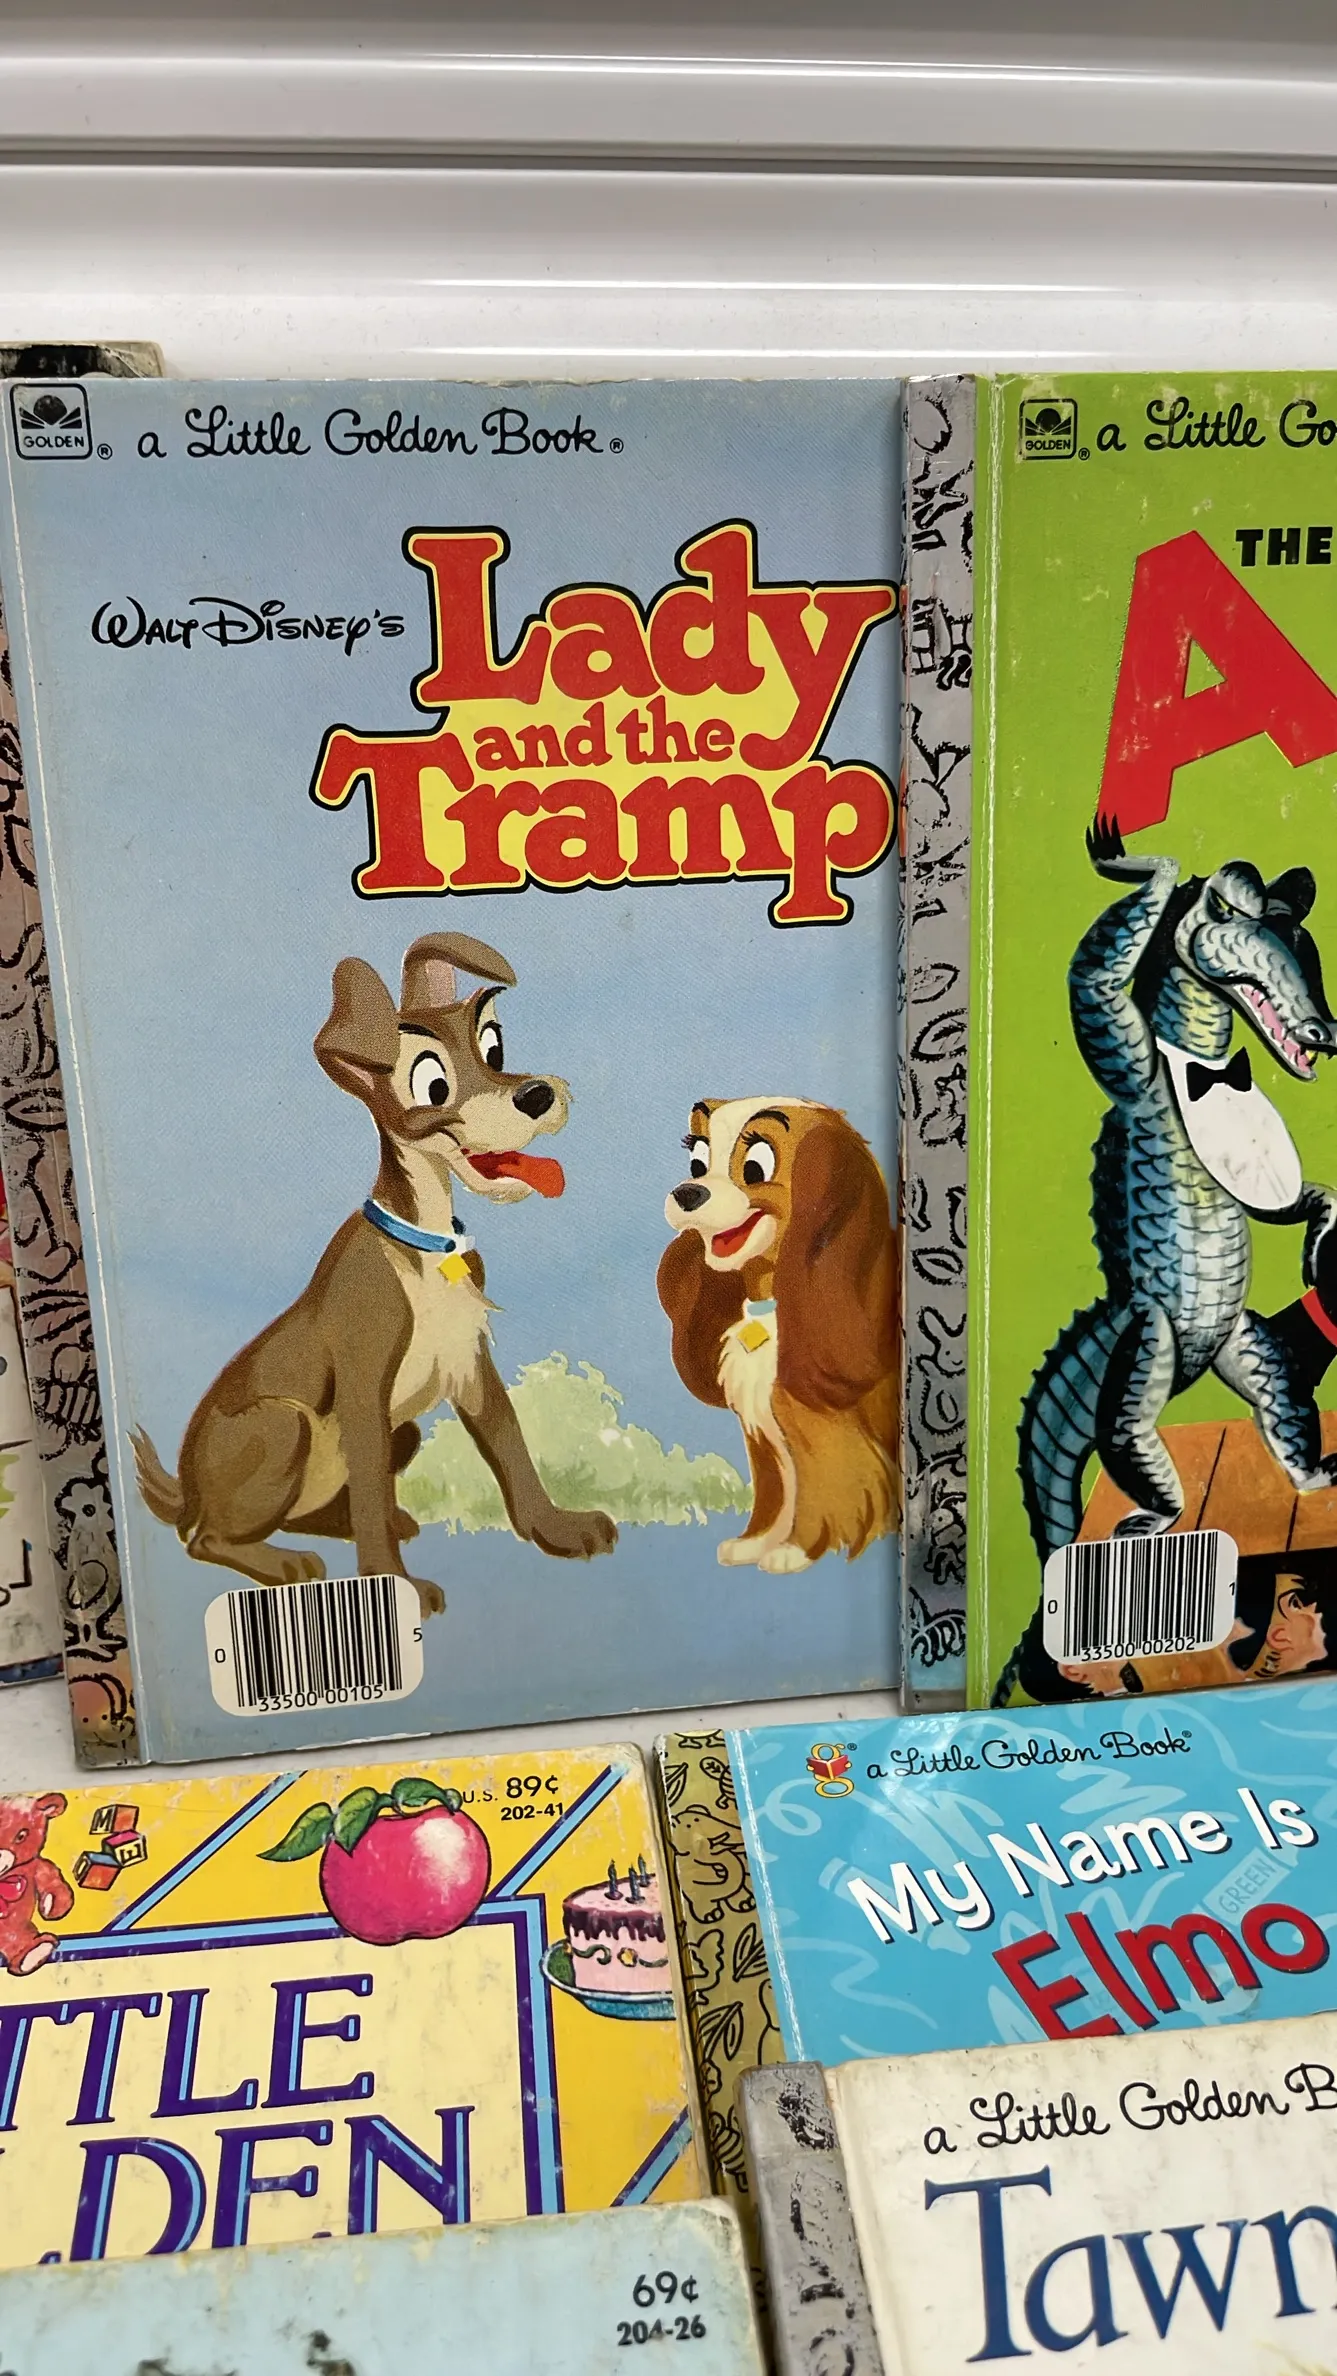 GOLDEN ® a Little Golden Book ®
WALT DISNEY'S Lady
and the
Tramp
0 33500 00105 5
GOLDEN ® a Little Go
THE
A
0 33500 00202 1
U.S. 89¢
202-41
M
E
TTLE
DEN
g ® a Little Golden Book®
My Name Is
Elmo
GREEN
69¢
204-26
a Little Golden B
Tawn